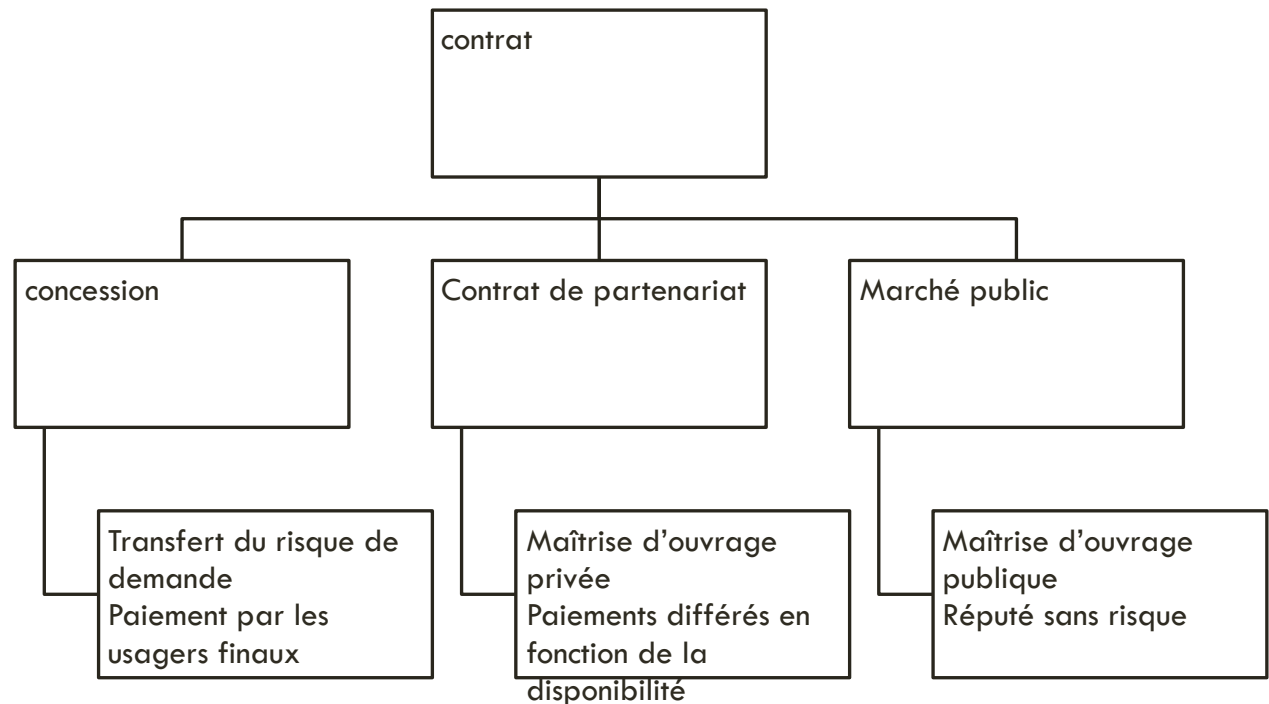 contrat
concession
Contrat de partenariat
Marché public
Transfert du risque de
demande
Paiement par les
usagers finaux
Maîtrise d'ouvrage
privée
Paiements différés en
fonction de la
disponibilité
Maîtrise d'ouvrage
publique
Réputé sans risque